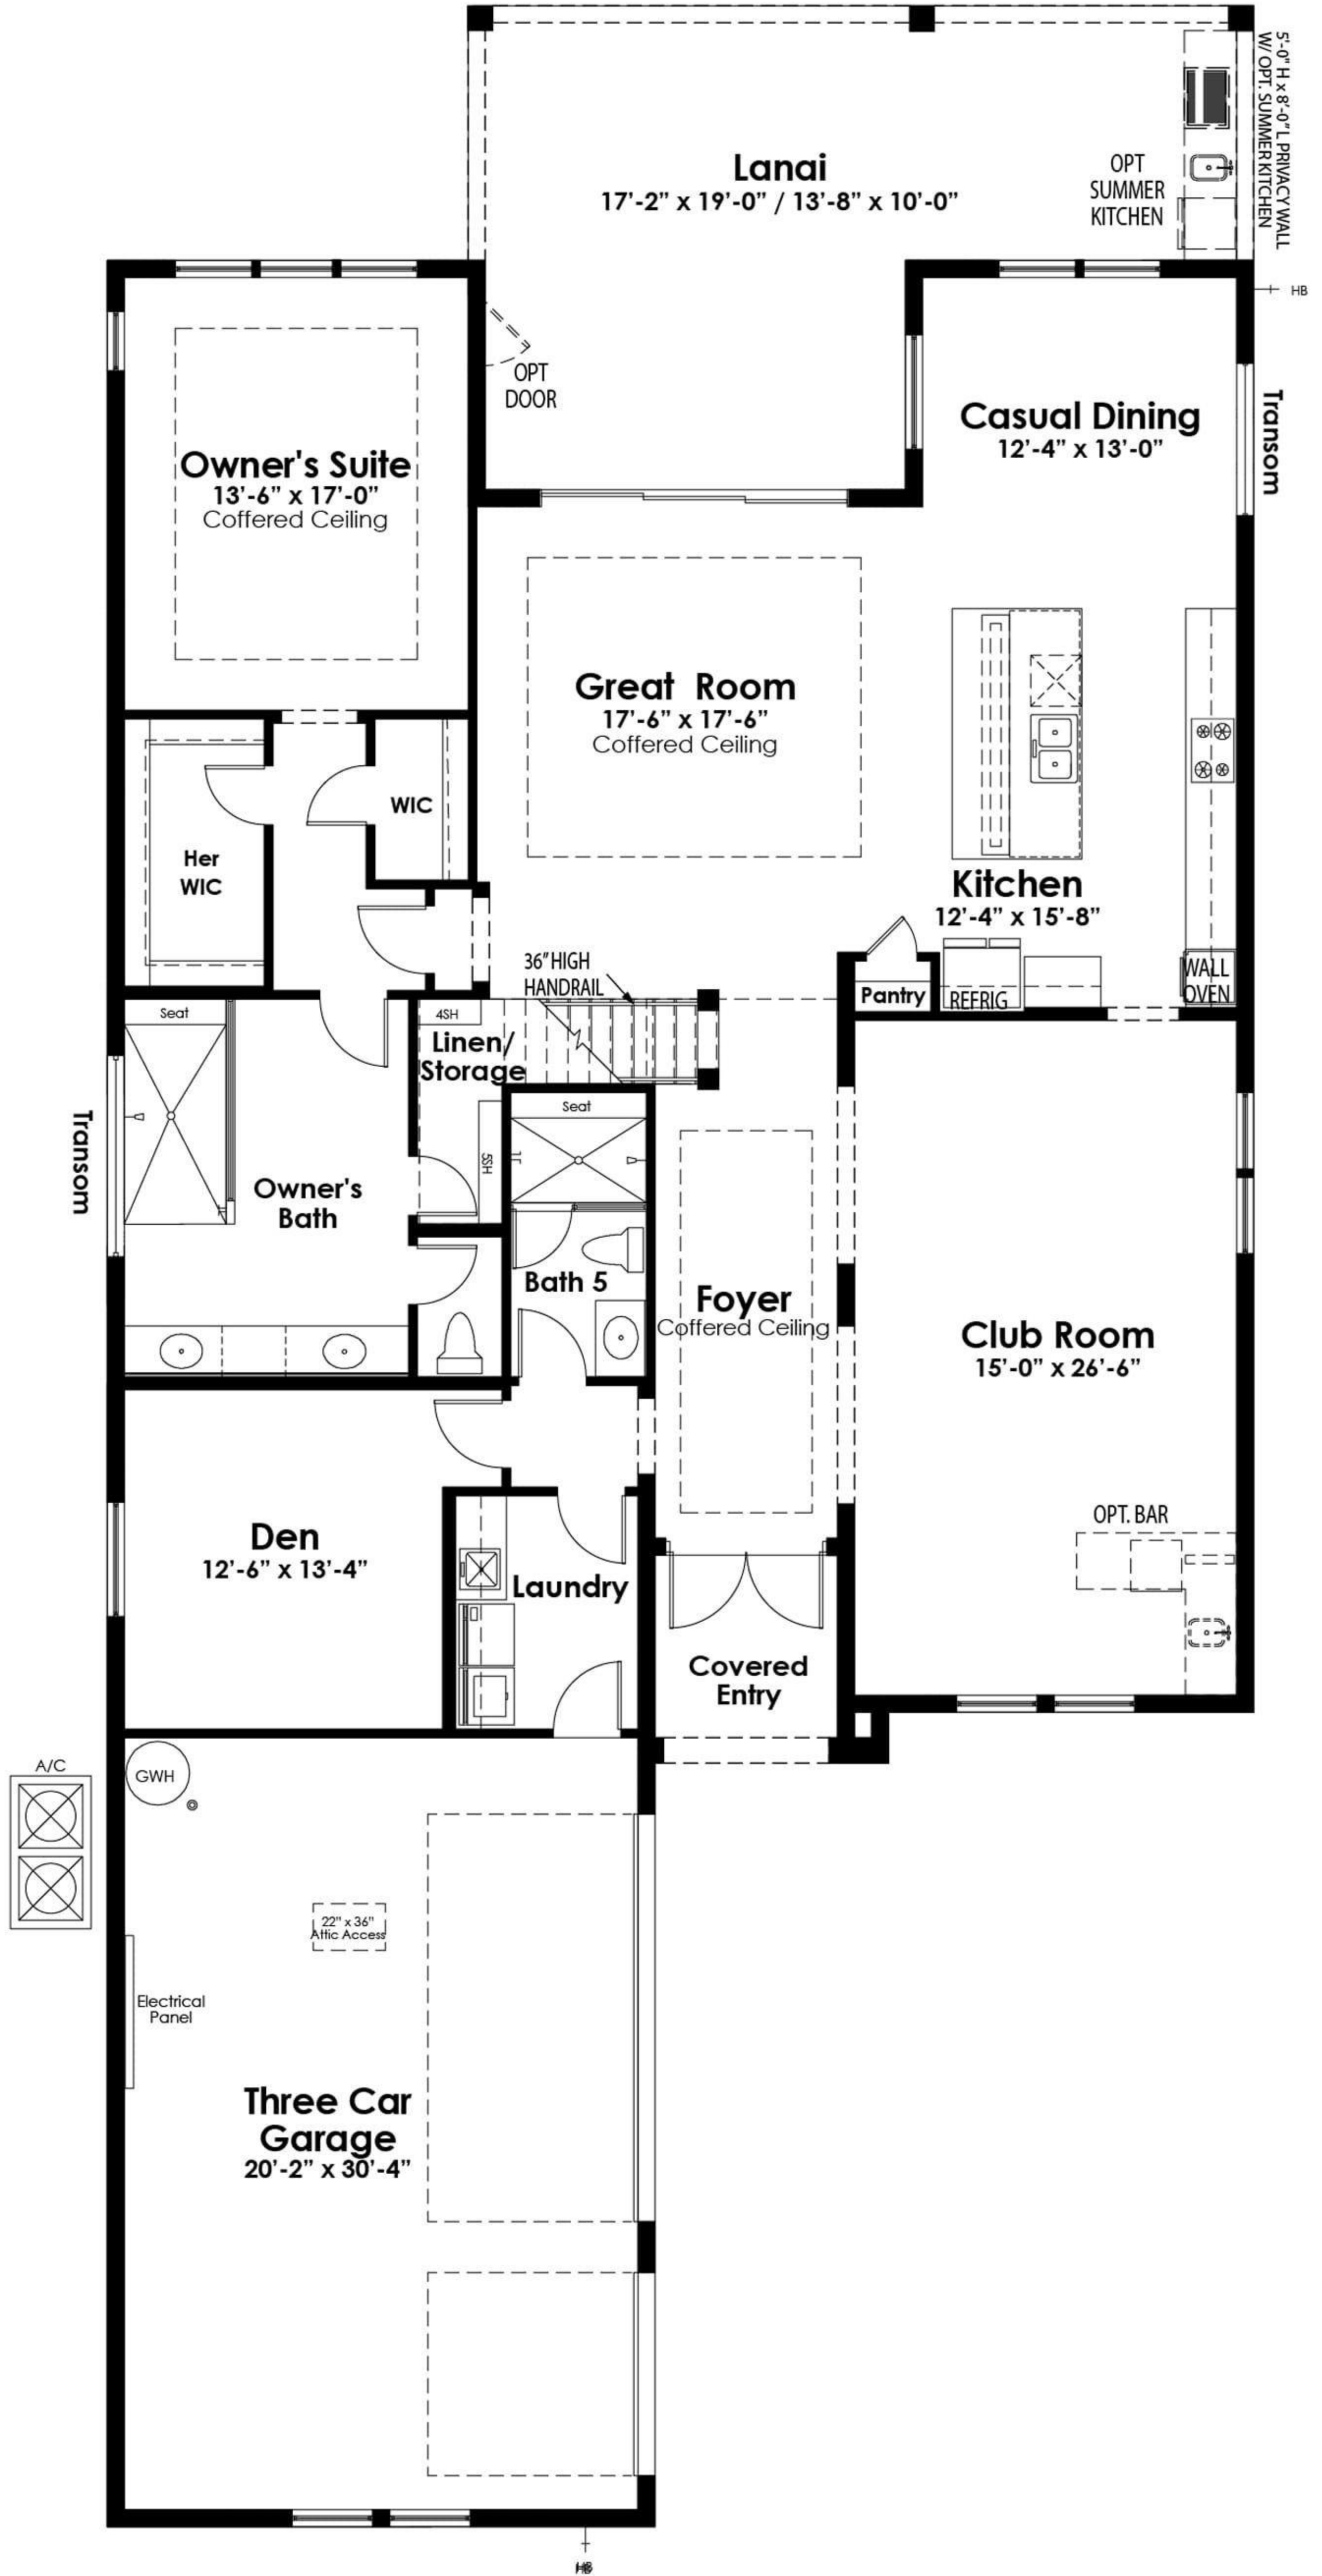 5'-0" H x 8'-0" L PRIVACY WALL
W/ OPT. SUMMER KITCHEN
Lanai
17'-2" x 19'-0" / 13'-8" x 10'-0"
OPT
SUMMER
KITCHEN
HB
OPT
DOOR
Casual Dining
12'-4" x 13'-0"
Transom
Owner's Suite
13'-6" x 17'-0"
Coffered Ceiling
Great Room
17'-6" x 17'-6"
Coffered Ceiling
WIC
Her
WIC
Kitchen
12'-4" x 15'-8"
36" HIGH
HANDRAIL
Pantry
REFRIG
WALL
OVEN
Seat
4SH
Linen/
Storage
5SH
Seat
Transom
Owner's
Bath
Bath 5
Foyer
Coffered Ceiling
Club Room
15'-0" x 26'-6"
OPT. BAR
Den
12'-6" x 13'-4"
Laundry
Covered
Entry
A/C
GWH
22" x 36"
Attic Access
Electrical
Panel
Three Car
Garage
20'-2" x 30'-4"
HB